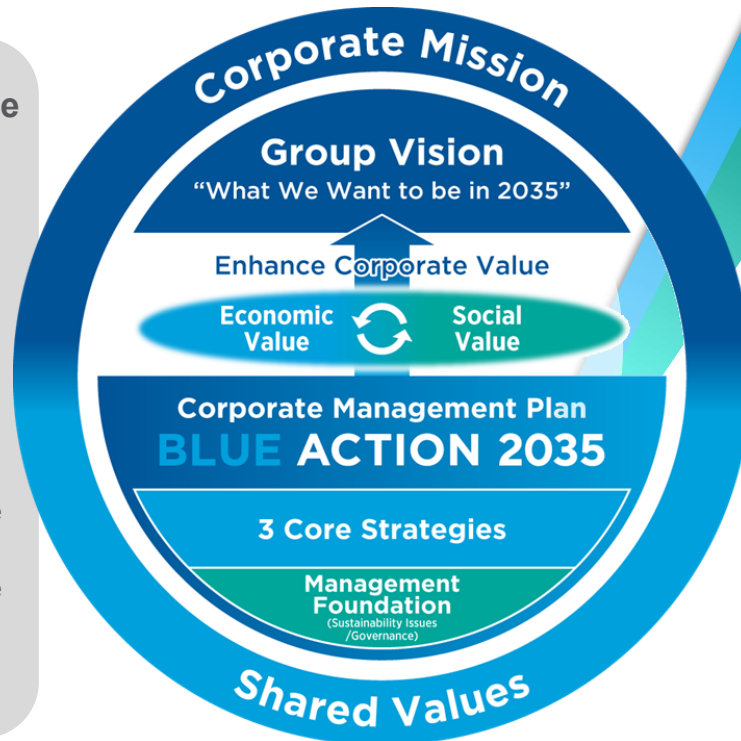 Corporate Mission
Group Vision
“What We Want to be in 2035”
Enhance Corporate Value
Economic
Value
Social
Value
Corporate Management Plan
BLUE ACTION 2035
3 Core Strategies
Management
Foundation
(Sustainability Issues
/Governance)
Shared Values